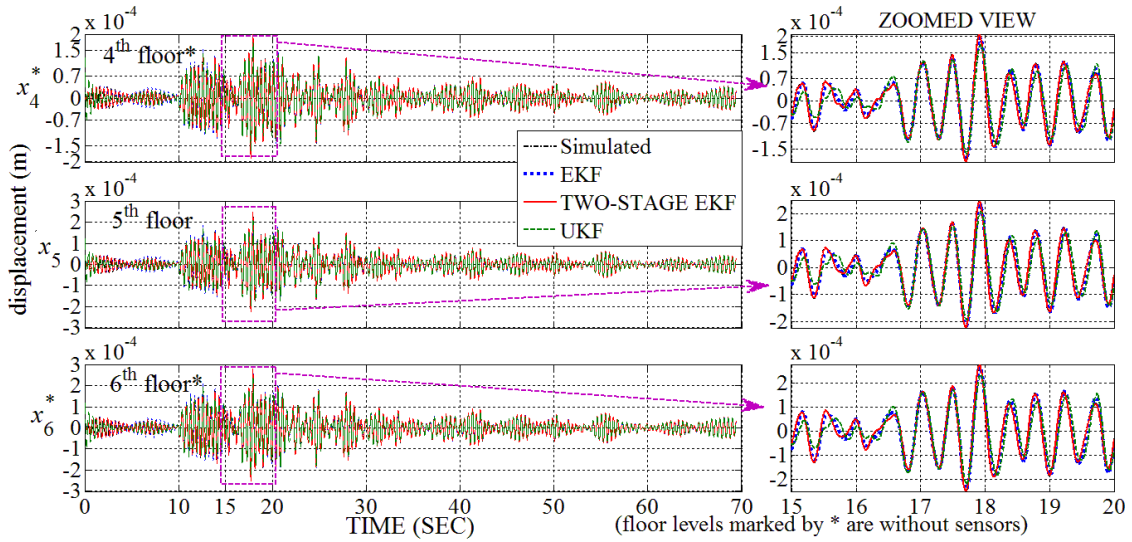 x 10⁻⁴
4ᵗʰ floor*
x₄*
2
1.5
0.7
0
-0.7
-1.5
-2
x 10⁻⁴
ZOOMED VIEW
2
1.5
0.7
0
-0.7
-1.5
Simulated
EKF
TWO-STAGE EKF
UKF
displacement (m)
x 10⁻⁴
5ᵗʰ floor
x₅
3
2
1
0
-1
-2
-3
x 10⁻⁴
2
1
0
-1
-2
x 10⁻⁴
6ᵗʰ floor*
x₆*
3
2
1
0
-1
-2
-3
0 10 15 20 30 40 50 60 70
TIME (SEC)
x 10⁻⁴
2
1
0
-1
-2
15 16 17 18 19 20
(floor levels marked by * are without sensors)